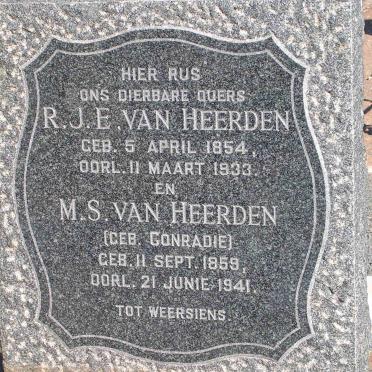 HIER RUS
ONS DIERBARE OUERS
R.J.E. VAN HEERDEN
GEB. 5 APRIL 1854,
OORL. 11 MAART 1933.
EN
M.S. VAN HEERDEN
(GEB. CONRADIE)
GEB. 11 SEPT. 1859,
OORL. 21 JUNIE 1941.
TOT WEERSIENS.